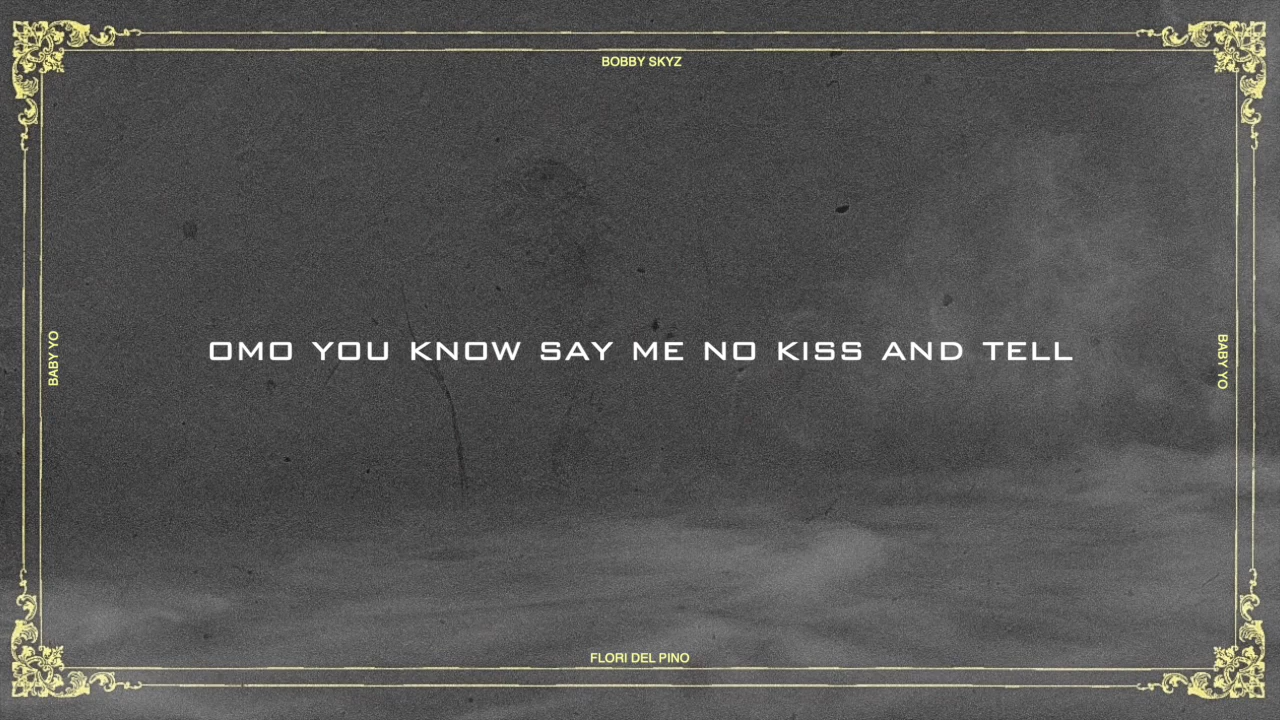 BOBBY SKYZ
BABY YO
OMO YOU KNOW SAY ME NO KISS AND TELL
BABY YO
FLORI DEL PINO